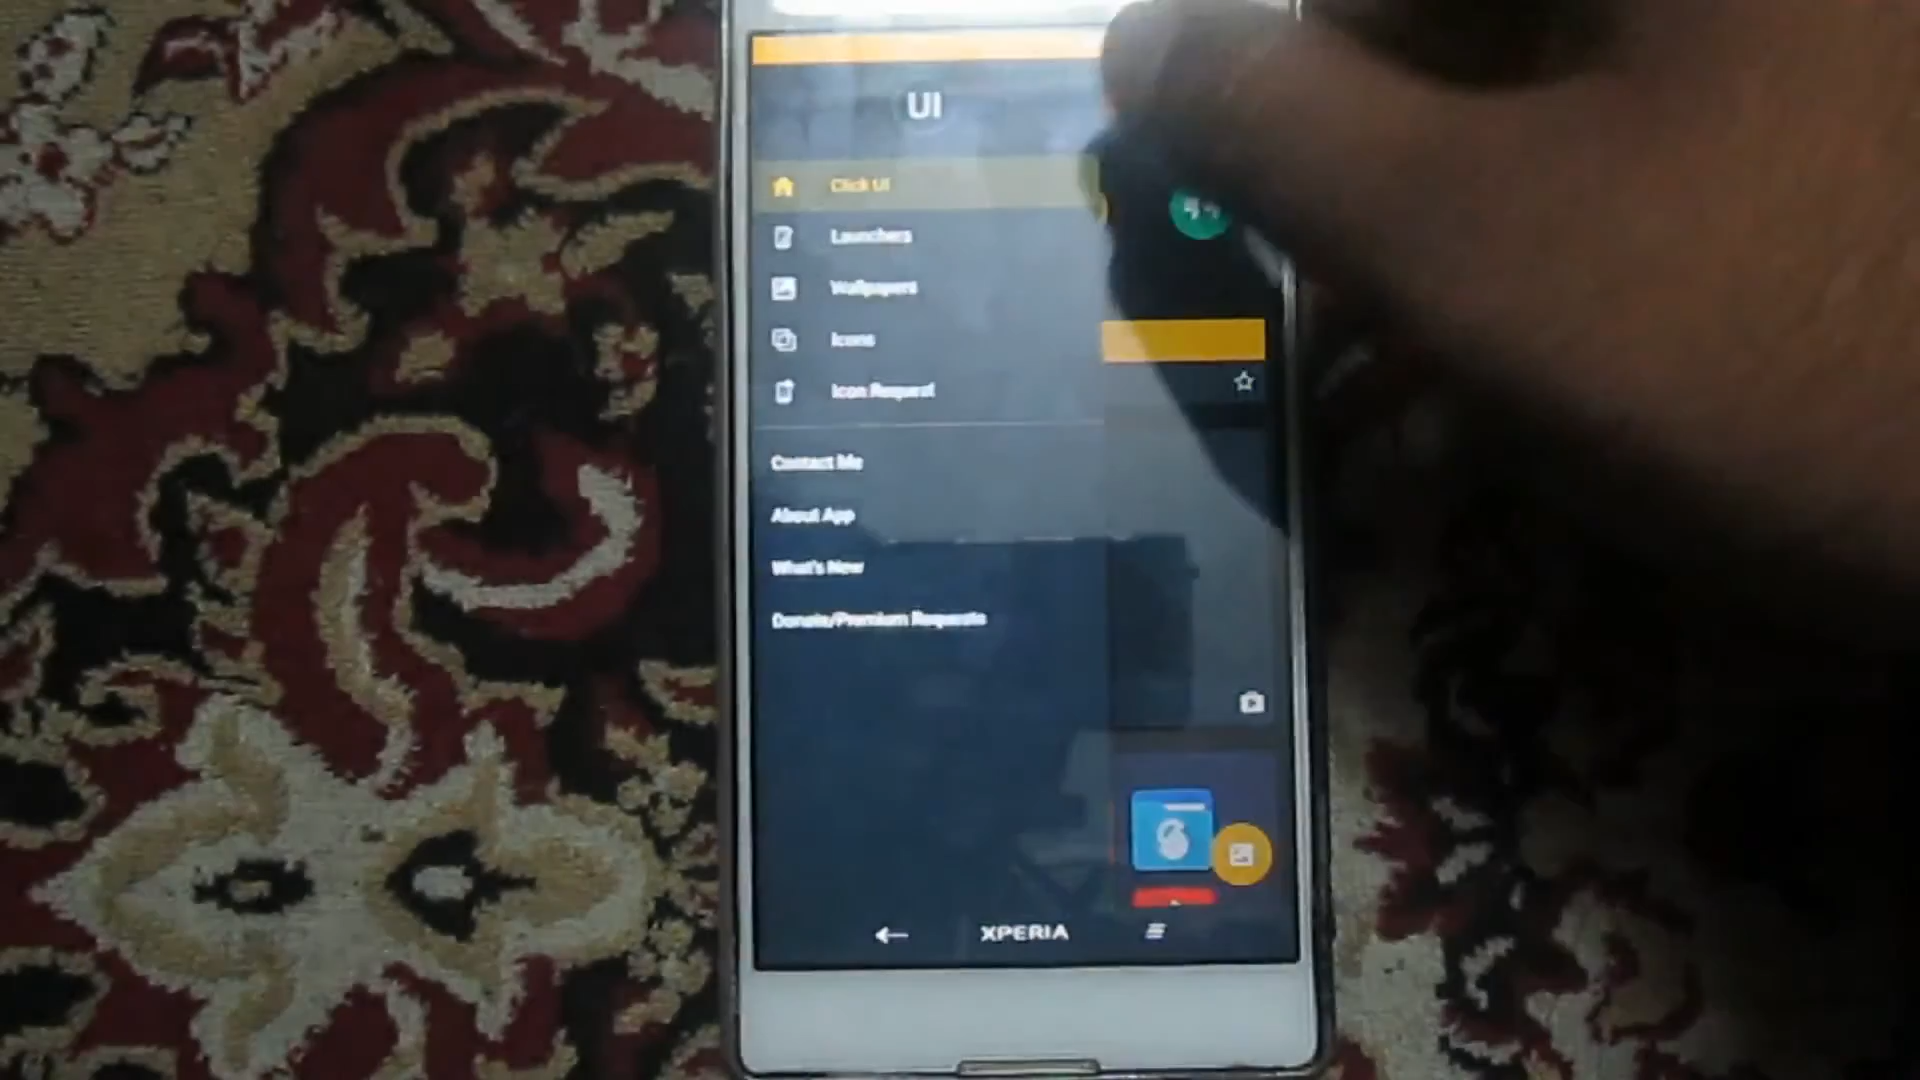 UI
Click UI
Launchers
Wallpapers
Icons
Icon Request
Contact Me
About App
What's New
Donate/Premium Requests
XPERIA